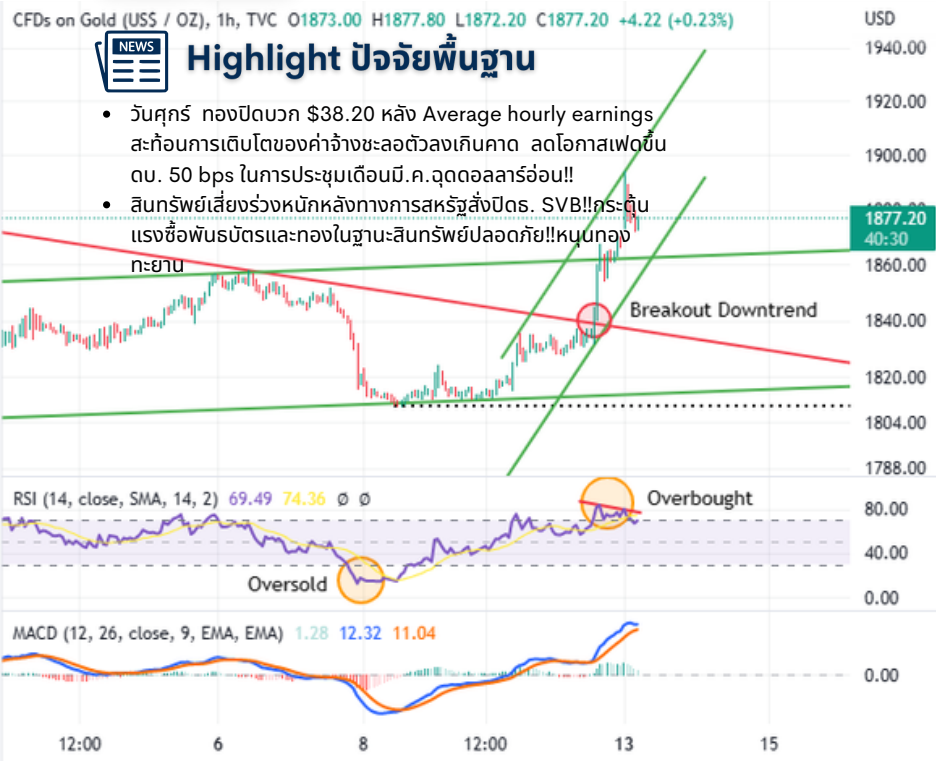 CFDs on Gold (US$ / OZ), 1h, TVC O1873.00 H1877.80 L1872.20 C1877.20 +4.22 (+0.23%)
USD
NEWS
Highlight ปัจจัยพื้นฐาน
• วันศุกร์ ทองปิดบวก $38.20 หลัง Average hourly earnings
สะท้อนการเติบโตของค่าจ้างชะลอตัวลงเกินคาด ลดโอกาสเฟดขึ้น
ดบ. 50 bps ในการประชุมเดือนมี.ค.ฉุดดอลลาร์อ่อน!!
• สินทรัพย์เสี่ยงร่วงหนักหลังทางการสหรัฐสั่งปิดธ. SVB!!กระตุ้น
แรงซื้อพันธบัตรและทองในฐานะสินทรัพย์ปลอดภัย!!หนุนทอง
ทะยาน
1940.00
1920.00
1900.00
1877.20
40:30
1860.00
1840.00
1820.00
1804.00
1788.00
Breakout Downtrend
RSI (14, close, SMA, 14, 2) 69.49 74.36 Ø Ø
Overbought
Oversold
80.00
40.00
0.00
MACD (12, 26, close, 9, EMA, EMA) 1.28 12.32 11.04
0.00
12:00 6 8 12:00 13 15